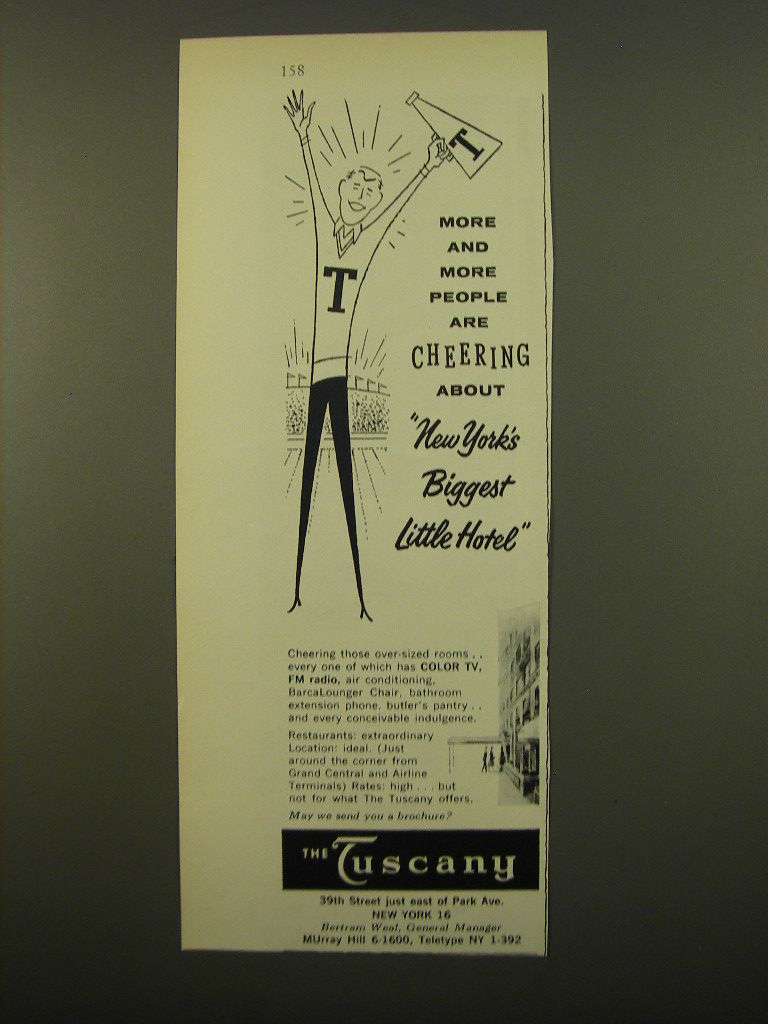 158
T
T
MORE
AND
MORE
PEOPLE
ARE
CHEERING
ABOUT
"New York's
Biggest
Little Hotel"
Cheering those over-sized rooms . .
every one of which has COLOR TV,
FM radio, air conditioning,
BarcaLounger Chair, bathroom
extension phone, butler's pantry . .
and every conceivable indulgence.
Restaurants: extraordinary
Location: ideal. (Just
around the corner from
Grand Central and Airline
Terminals) Rates: high . . . but
not for what The Tuscany offers.
May we send you a brochure?
THE Tuscany
39th Street just east of Park Ave.
NEW YORK 16
Bertram Weal, General Manager
MUrray Hill 6-1600, Teletype NY 1-392